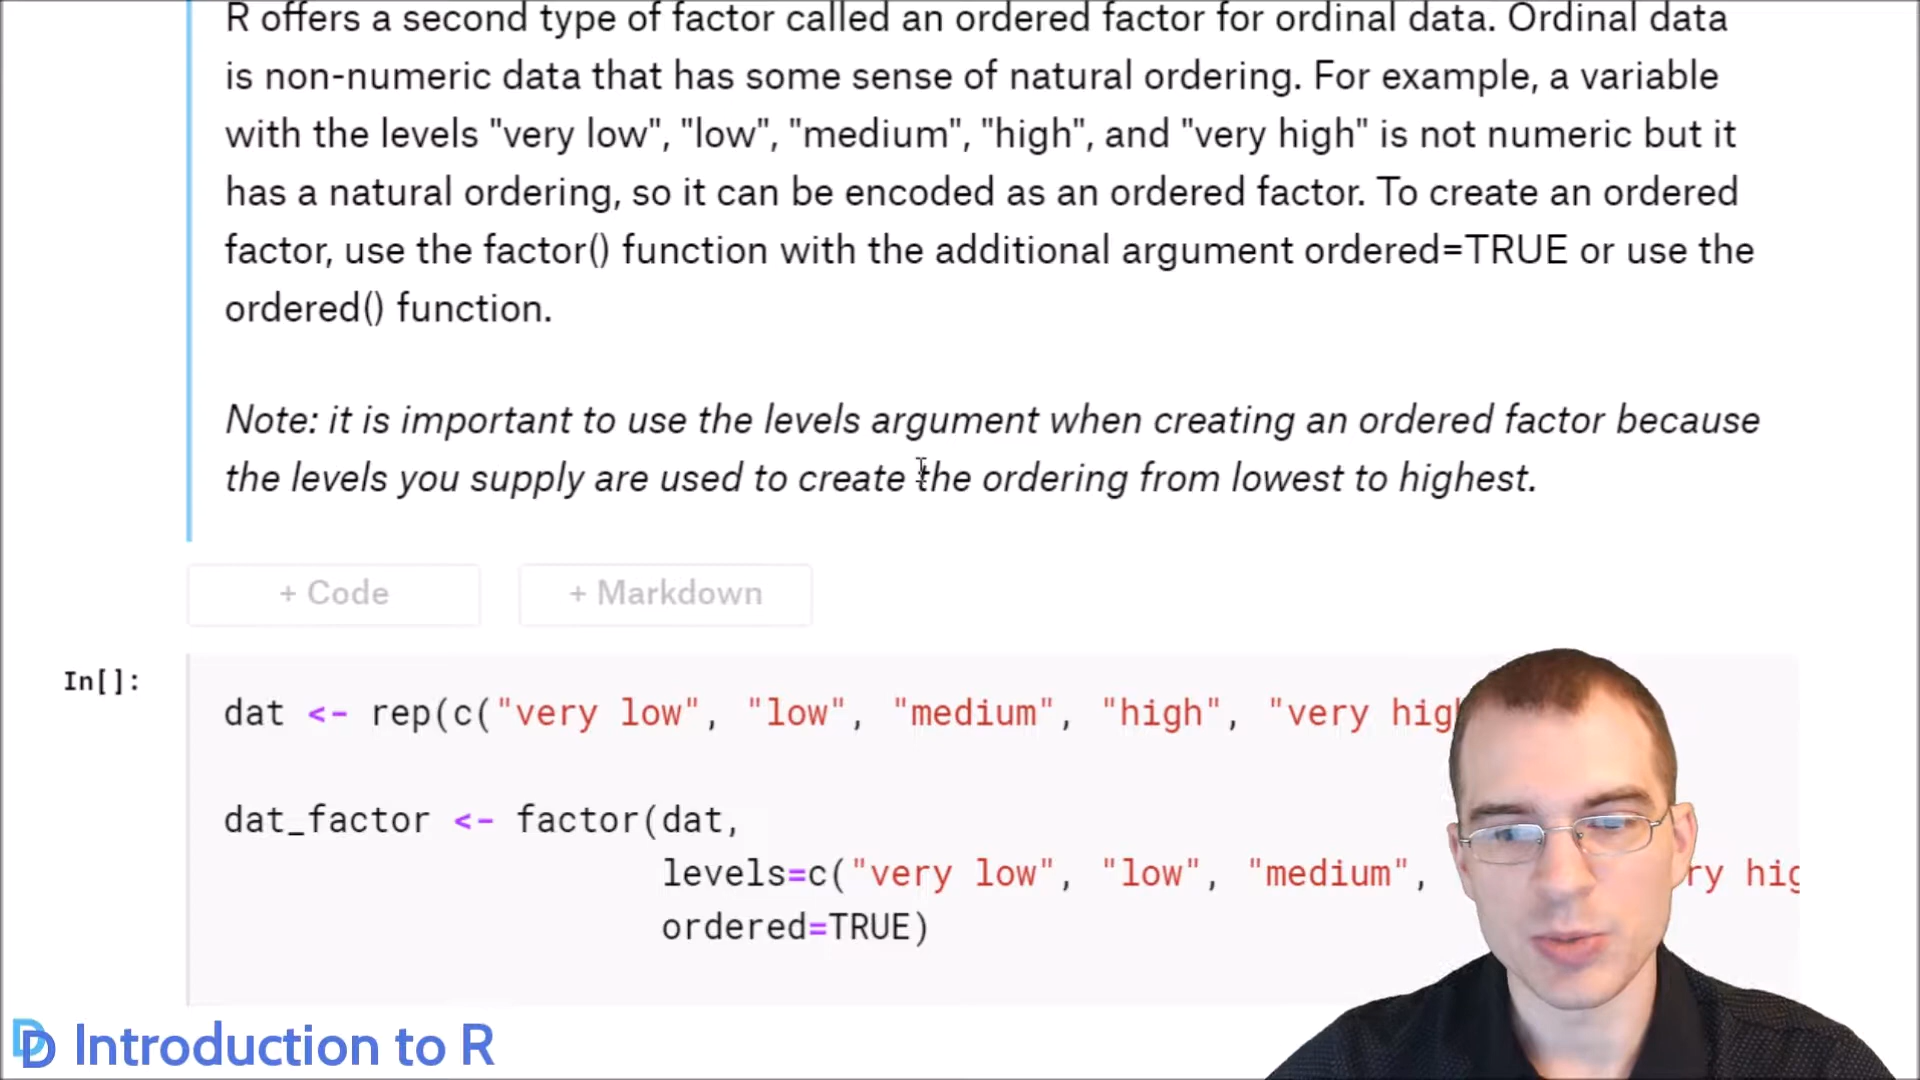 R offers a second type of factor called an ordered factor for ordinal data. Ordinal data
is non-numeric data that has some sense of natural ordering. For example, a variable
with the levels "very low", "low", "medium", "high", and "very high" is not numeric but it
has a natural ordering, so it can be encoded as an ordered factor. To create an ordered
factor, use the factor() function with the additional argument ordered=TRUE or use the
ordered() function.
Note: it is important to use the levels argument when creating an ordered factor because
the levels you supply are used to create the ordering from lowest to highest.
+ Code + Markdown
In[]:
dat <- rep(c("very low", "low", "medium", "high", "very
dat_factor <- factor(dat,
levels=c("very low", "low", "medium",
ordered=TRUE)
Introduction to R